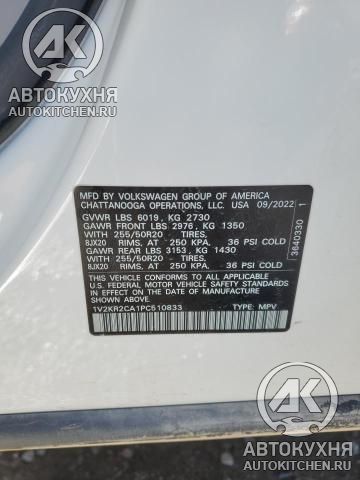 АК
АВТОКУХНЯ
AUTOKITCHEN.RU
АК
MFD BY VOLKSWAGEN GROUP OF AMERICA
CHATTANOOGA OPERATIONS, LLC. USA 09/2022
GVWR LBS 6019, KG 2730
GAWR FRONT LBS 2976, KG 1350
WITH 255/50R20 - TIRES,
8JX20 RIMS, AT 250 KPA, 36 PSI COLD
GAWR REAR LBS 3153, KG 1430
WITH 255/50R20 - TIRES,
8JX20 RIMS, AT 250 KPA, 36 PSI COLD
THIS VEHICLE CONFORMS TO ALL APPLICABLE
U.S. FEDERAL MOTOR VEHICLE SAFETY
STANDARDS IN EFFECT ON THE DATE OF
MANUFACTURE SHOWN ABOVE.
1V2KR2CA1PC510833 TYPE: MPV
3640330 1
АК
АВТОКУХНЯ
AUTOKITCHEN.RU